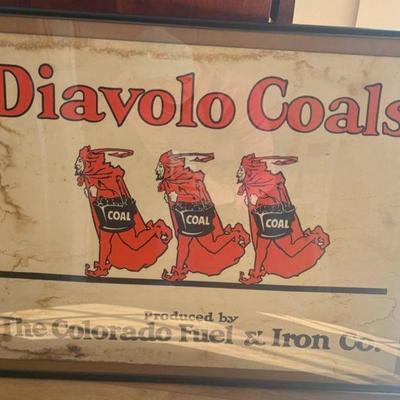 Diavolo Coals
COAL COAL COAL
Produced by
The Colorado Fuel & Iron Co.